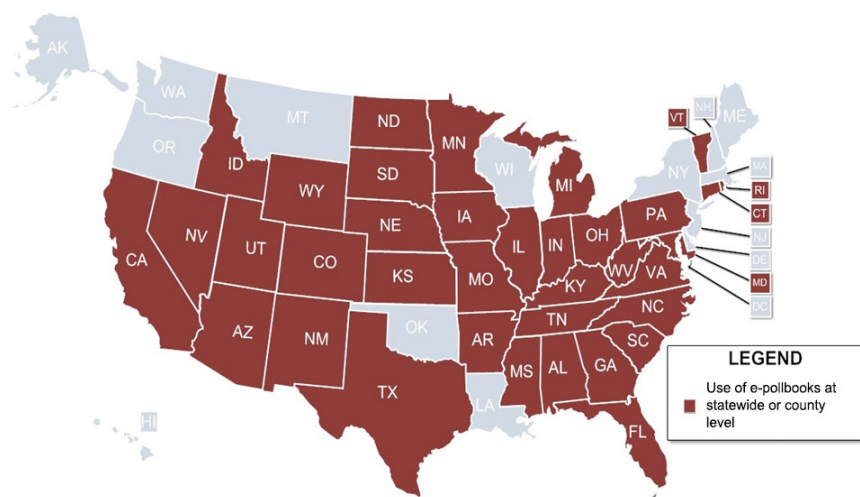 AK
WA
MT
ND
MN
VT
NH
ME
OR
ID
SD
WI
NY
MA
WY
MI
RI
NV
NE
IA
PA
CT
CA
UT
CO
IL
IN
OH
NJ
KS
MO
WV
VA
DE
KY
MD
NC
DC
AZ
NM
OK
AR
TN
SC
MS
AL
GA
TX
LA
FL
HI
LEGEND
Use of e-pollbooks at
statewide or county
level